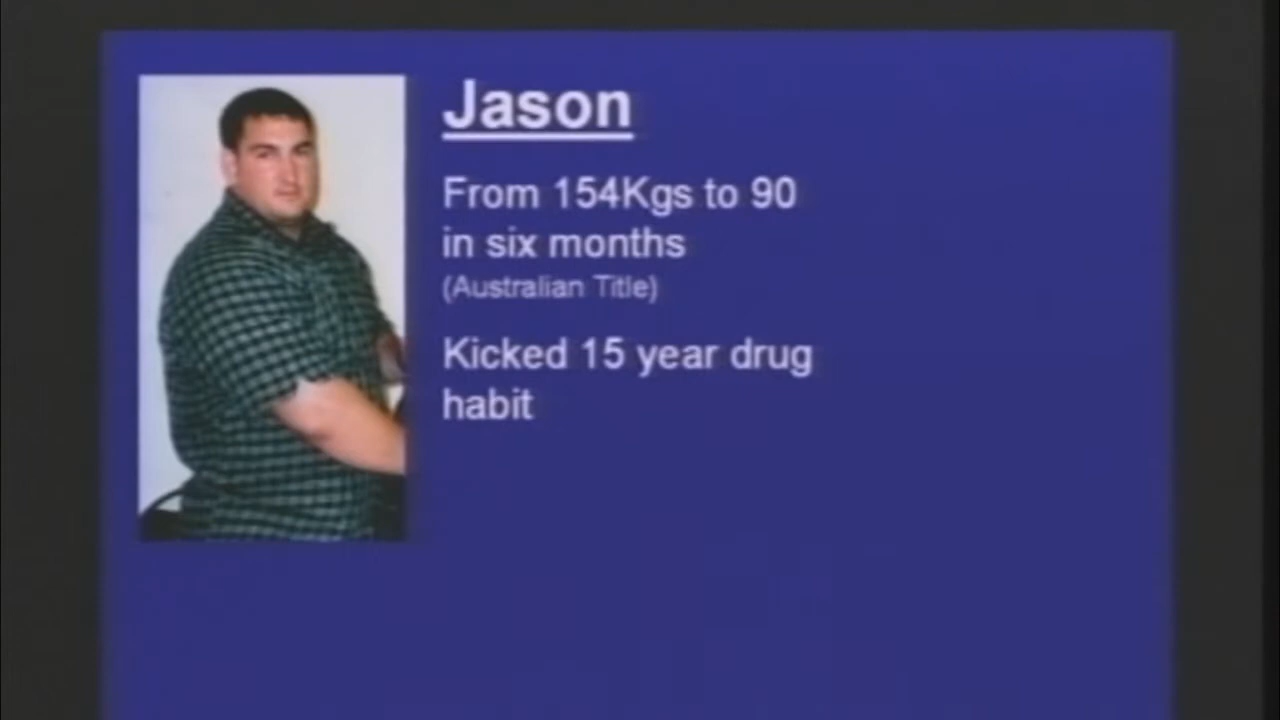 Jason
From 154Kgs to 90
in six months
(Australian Title)
Kicked 15 year drug
habit